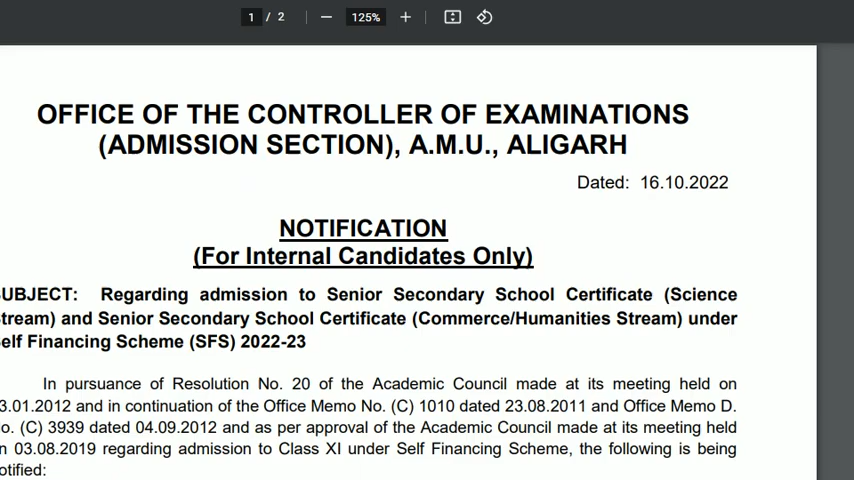 1 / 2 125%
OFFICE OF THE CONTROLLER OF EXAMINATIONS
(ADMISSION SECTION), A.M.U., ALIGARH
Dated: 16.10.2022
NOTIFICATION
(For Internal Candidates Only)
UBJECT: Regarding admission to Senior Secondary School Certificate (Science
tream) and Senior Secondary School Certificate (Commerce/Humanities Stream) under
elf Financing Scheme (SFS) 2022-23
In pursuance of Resolution No. 20 of the Academic Council made at its meeting held on
3.01.2012 and in continuation of the Office Memo No. (C) 1010 dated 23.08.2011 and Office Memo D.
o. (C) 3939 dated 04.09.2012 and as per approval of the Academic Council made at its meeting held
n 03.08.2019 regarding admission to Class XI under Self Financing Scheme, the following is being
otified: